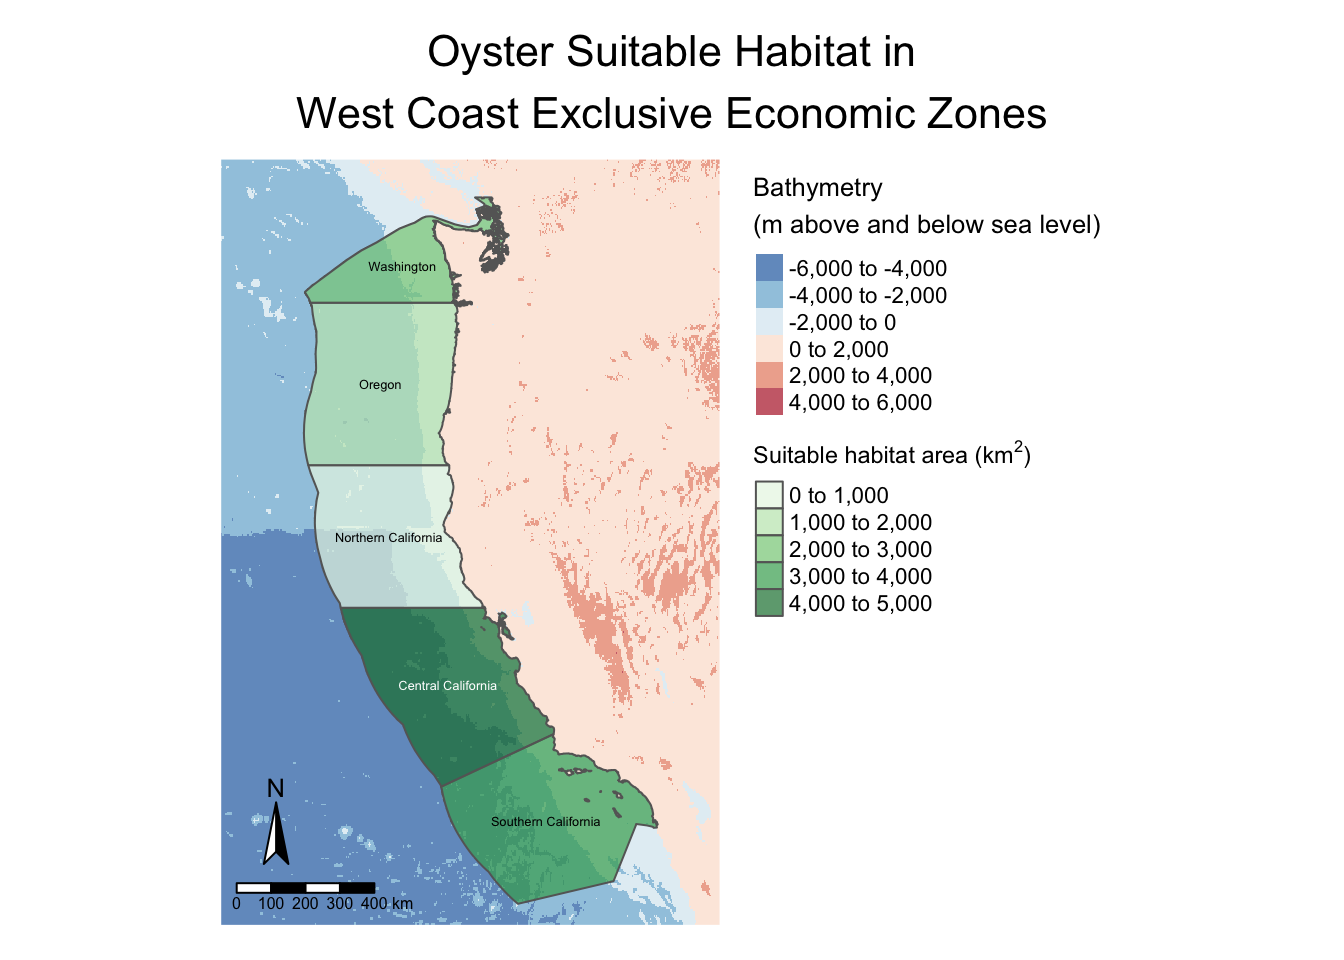 Oyster Suitable Habitat in
West Coast Exclusive Economic Zones
Bathymetry
(m above and below sea level)
-6,000 to -4,000
-4,000 to -2,000
-2,000 to 0
0 to 2,000
2,000 to 4,000
4,000 to 6,000
Suitable habitat area (km²)
0 to 1,000
1,000 to 2,000
2,000 to 3,000
3,000 to 4,000
4,000 to 5,000
Washington
Oregon
Northern California
Central California
Southern California
N
0 100 200 300 400 km